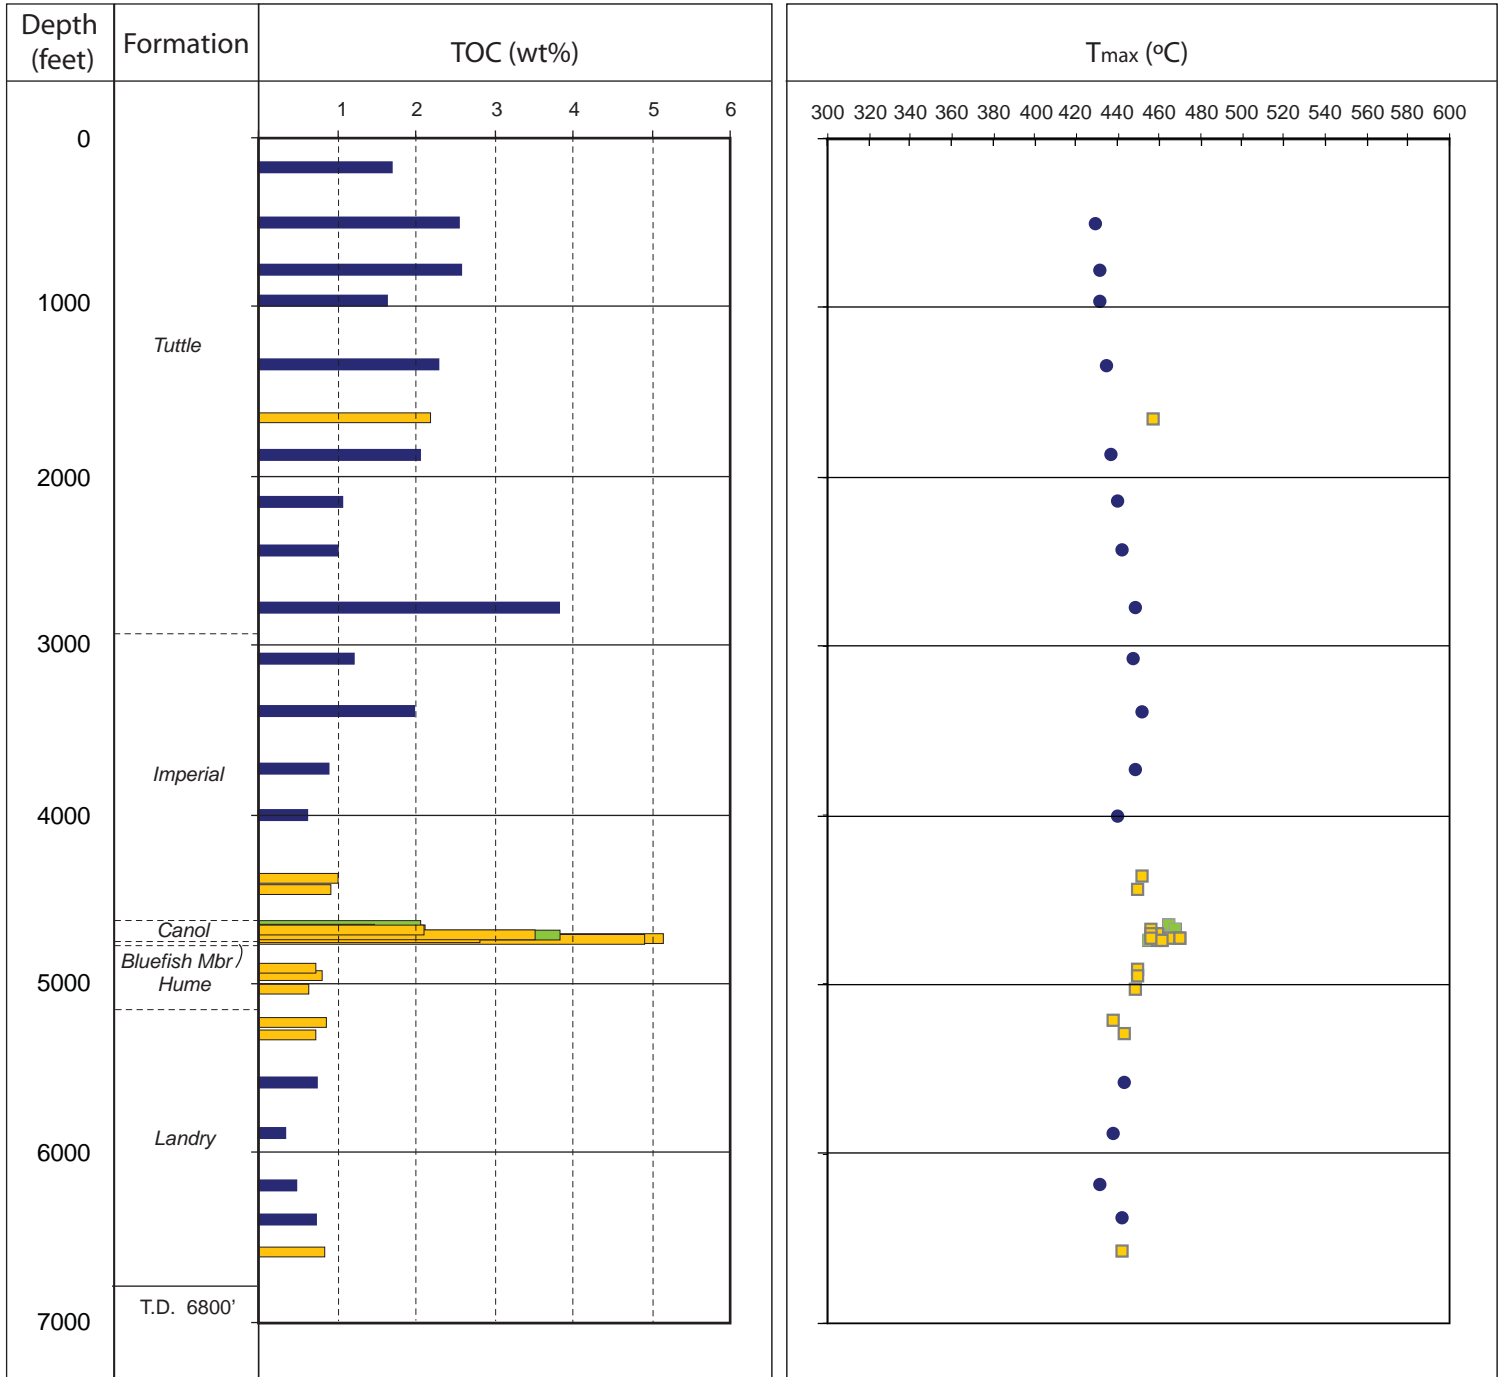 Depth
(feet)
Formation
TOC (wt%)
Tmax (ºC)
1 2 3 4 5 6
300 320 340 360 380 400 420 440 460 480 500 520 540 560 580 600
0
1000
Tuttle
2000
3000
Imperial
4000
Canol
Bluefish Mbr
Hume
5000
Landry
6000
T.D. 6800’
7000